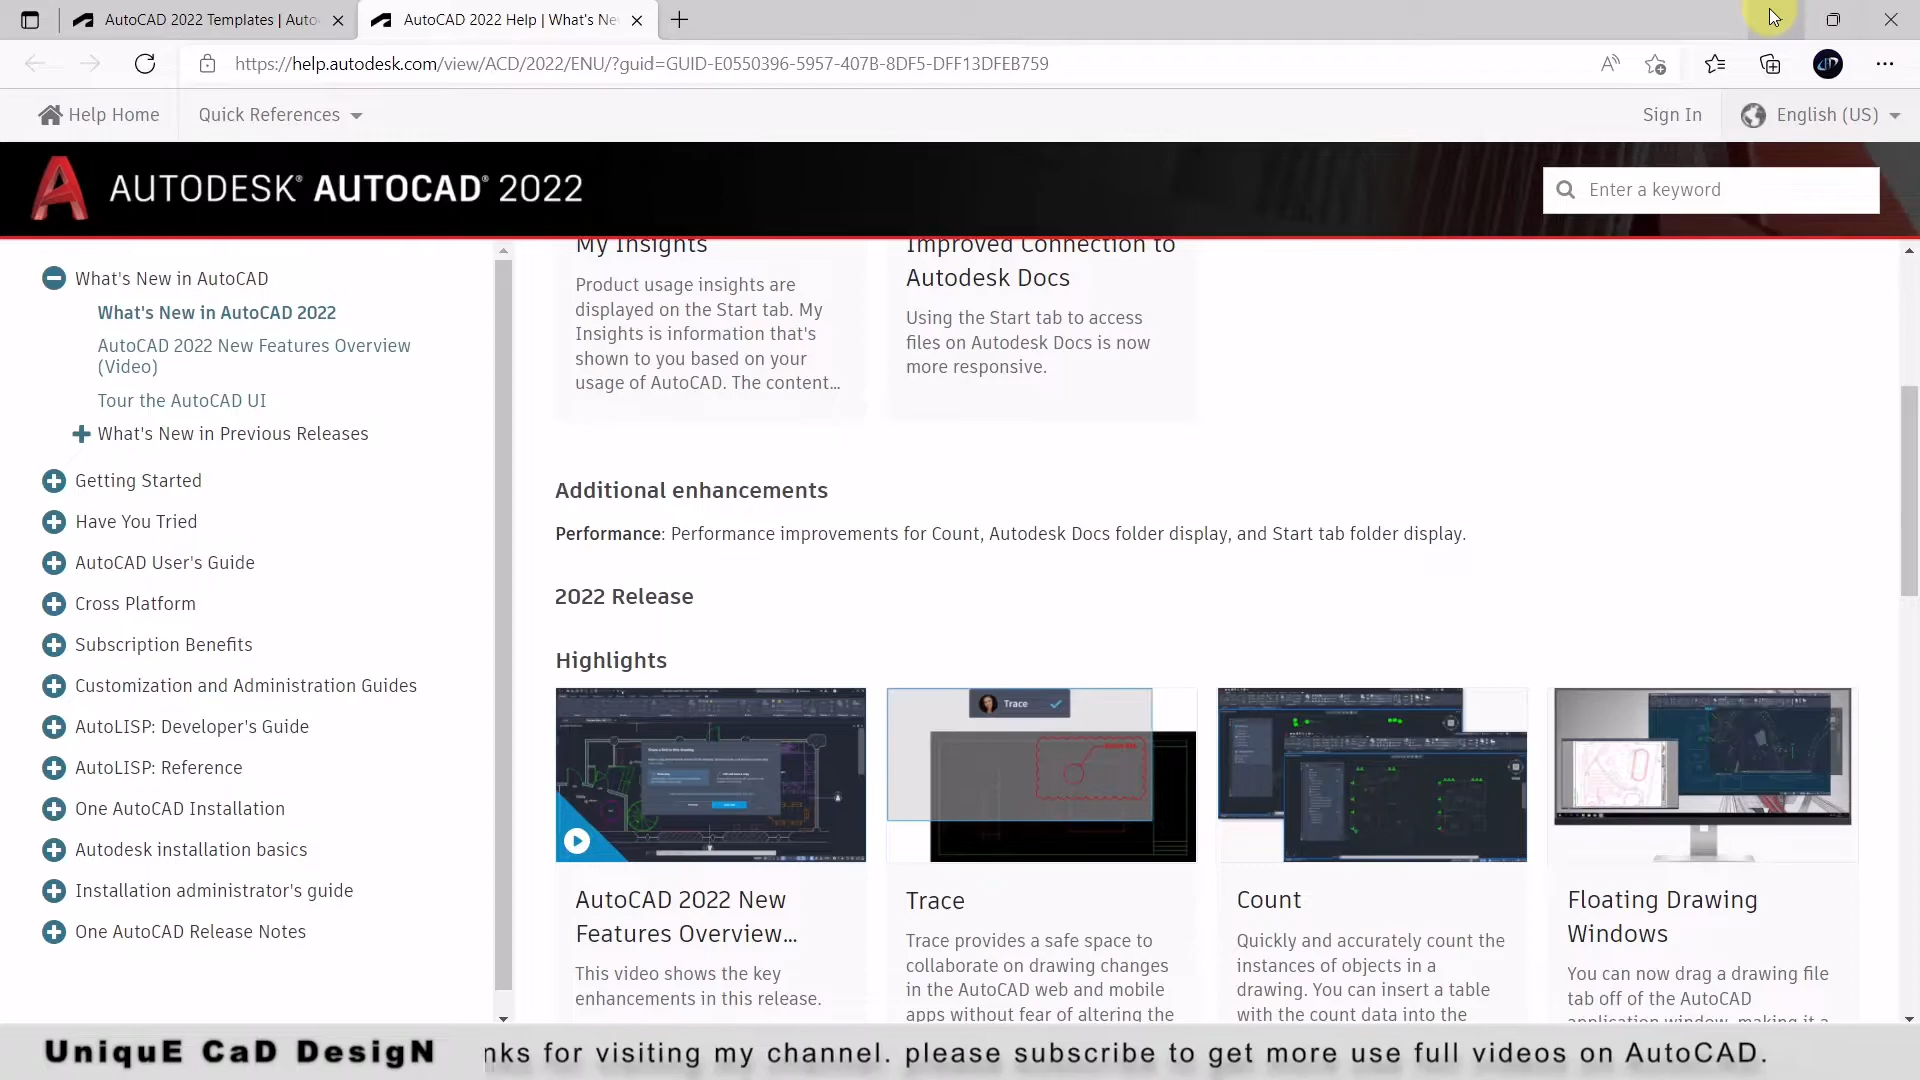 AutoCAD 2022 Templates | Auto
AutoCAD 2022 Help | What's Ne
https://help.autodesk.com/view/ACD/2022/ENU/?guid=GUID-E0550396-5957-407B-8DF5-DFF13DFEB759
Help Home
Quick References
Sign In
English (US)
AUTODESK® AUTOCAD® 2022
Enter a keyword
What's New in AutoCAD
What's New in AutoCAD 2022
AutoCAD 2022 New Features Overview
(Video)
Tour the AutoCAD UI
What's New in Previous Releases
Getting Started
Have You Tried
AutoCAD User's Guide
Cross Platform
Subscription Benefits
Customization and Administration Guides
AutoLISP: Developer's Guide
AutoLISP: Reference
One AutoCAD Installation
Autodesk installation basics
Installation administrator's guide
One AutoCAD Release Notes
My Insights
Product usage insights are
displayed on the Start tab. My
Insights is information that's
shown to you based on your
usage of AutoCAD. The content...
Improved Connection to
Autodesk Docs
Using the Start tab to access
files on Autodesk Docs is now
more responsive.
Additional enhancements
Performance: Performance improvements for Count, Autodesk Docs folder display, and Start tab folder display.
2022 Release
Highlights
Trace
AutoCAD 2022 New
Features Overview...
This video shows the key
enhancements in this release.
Trace
Trace provides a safe space to
collaborate on drawing changes
in the AutoCAD web and mobile
apps without fear of altering the
Count
Quickly and accurately count the
instances of objects in a
drawing. You can insert a table
with the count data into the
Floating Drawing
Windows
You can now drag a drawing file
tab off of the AutoCAD
application window, making it a
UniquE CaD DesigN
nks for visiting my channel. please subscribe to get more use full videos on AutoCAD.